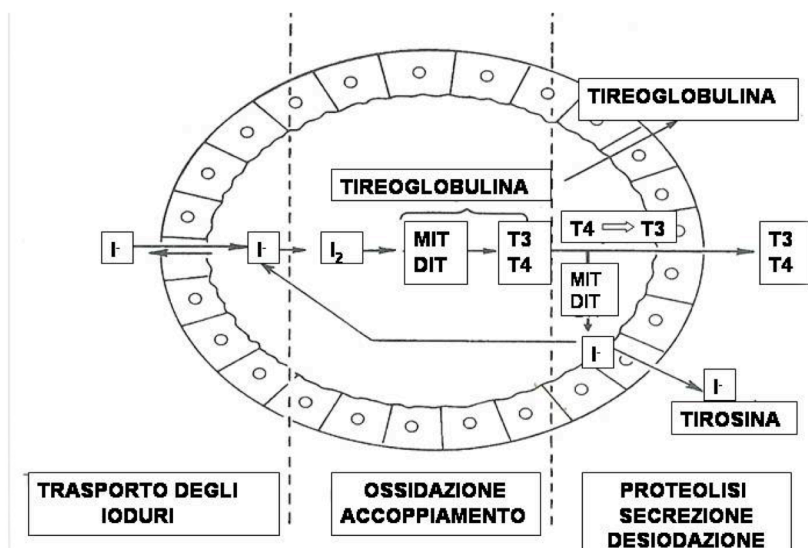 TIREOGLOBULINA
TIREOGLOBULINA
I-
I-
I2
MIT
DIT
T3
T4
T4 ⇨ T3
MIT
DIT
T3
T4
I-
I-
TIROSINA
TRASPORTO DEGLI
IODURI
OSSIDAZIONE
ACCOPPIAMENTO
PROTEOLISI
SECREZIONE
DESIODAZIONE